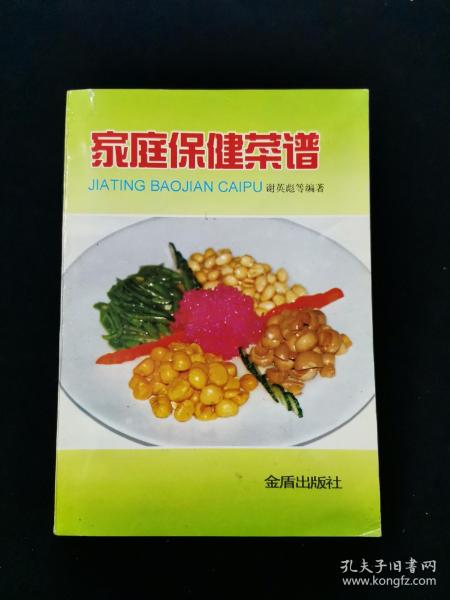 家庭保健菜谱
JIATING BAOJIAN CAIPU 谢英彪等编著
金盾出版社
孔夫子旧书网
www.kongfz.com